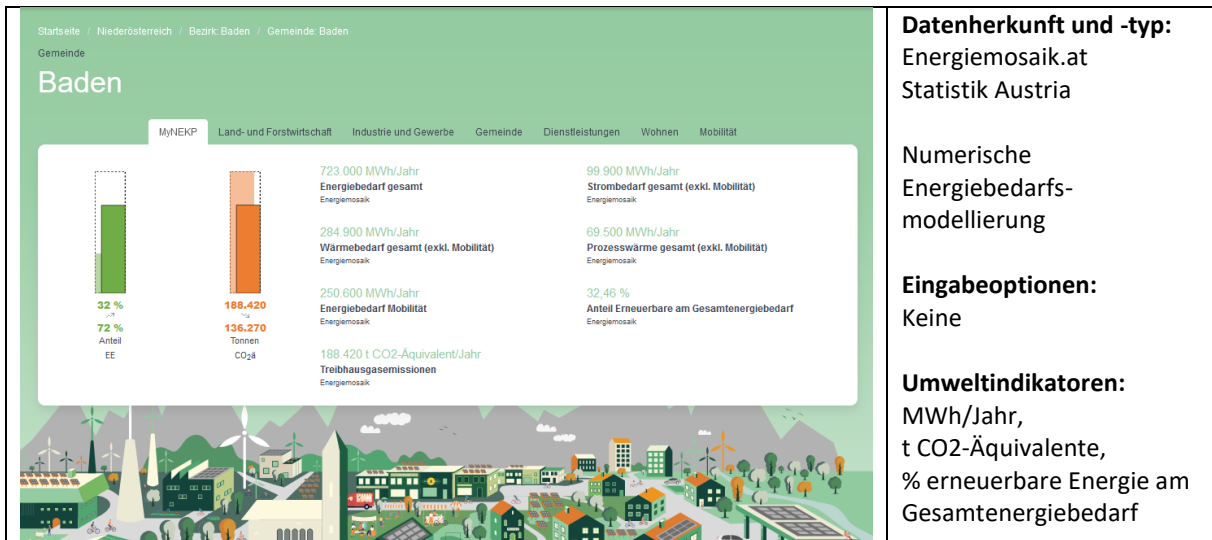 Startseite / Niederösterreich / Bezirk: Baden / Gemeinde: Baden
Gemeinde
Baden
MyNEKP Land- und Forstwirtschaft Industrie und Gewerbe Gemeinde Dienstleistungen Wohnen Mobilität
32 %
72 %
Anteil
EE
188.420
136.270
Tonnen
CO2ä
723.000 MWh/Jahr
Energiebedarf gesamt
Energiemosaik
99.900 MWh/Jahr
Strombedarf gesamt (exkl. Mobilität)
Energiemosaik
284.900 MWh/Jahr
Wärmebedarf gesamt (exkl. Mobilität)
Energiemosaik
69.500 MWh/Jahr
Prozesswärme gesamt (exkl. Mobilität)
Energiemosaik
250.600 MWh/Jahr
Energiebedarf Mobilität
Energiemosaik
32,46 %
Anteil Erneuerbare am Gesamtenergiebedarf
Energiemosaik
188.420 t CO2-Äquivalent/Jahr
Treibhausgasemissionen
Energiemosaik
Datenherkunft und -typ:
Energiemosaik.at
Statistik Austria
Numerische
Energiebedarfs-
modellierung
Eingabeoptionen:
Keine
Umweltindikatoren:
MWh/Jahr,
t CO2-Äquivalente,
% erneuerbare Energie am
Gesamtenergiebedarf